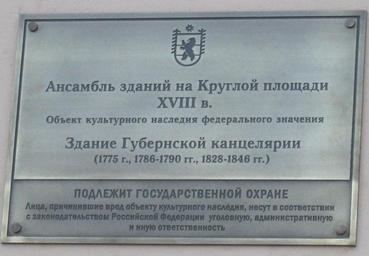 Ансамбль зданий на Круглой площади
XVIII в.
Объект культурного наследия федерального значения
Здание Губернской канцелярии
(1775 г., 1786-1790 гг., 1828-1846 гг.)
ПОДЛЕЖИТ ГОСУДАРСТВЕННОЙ ОХРАНЕ
Лица, причинившие вред объекту культурного наследия, несут в соответствии
с законодательством Российской Федерации уголовную, административную
и иную ответственность